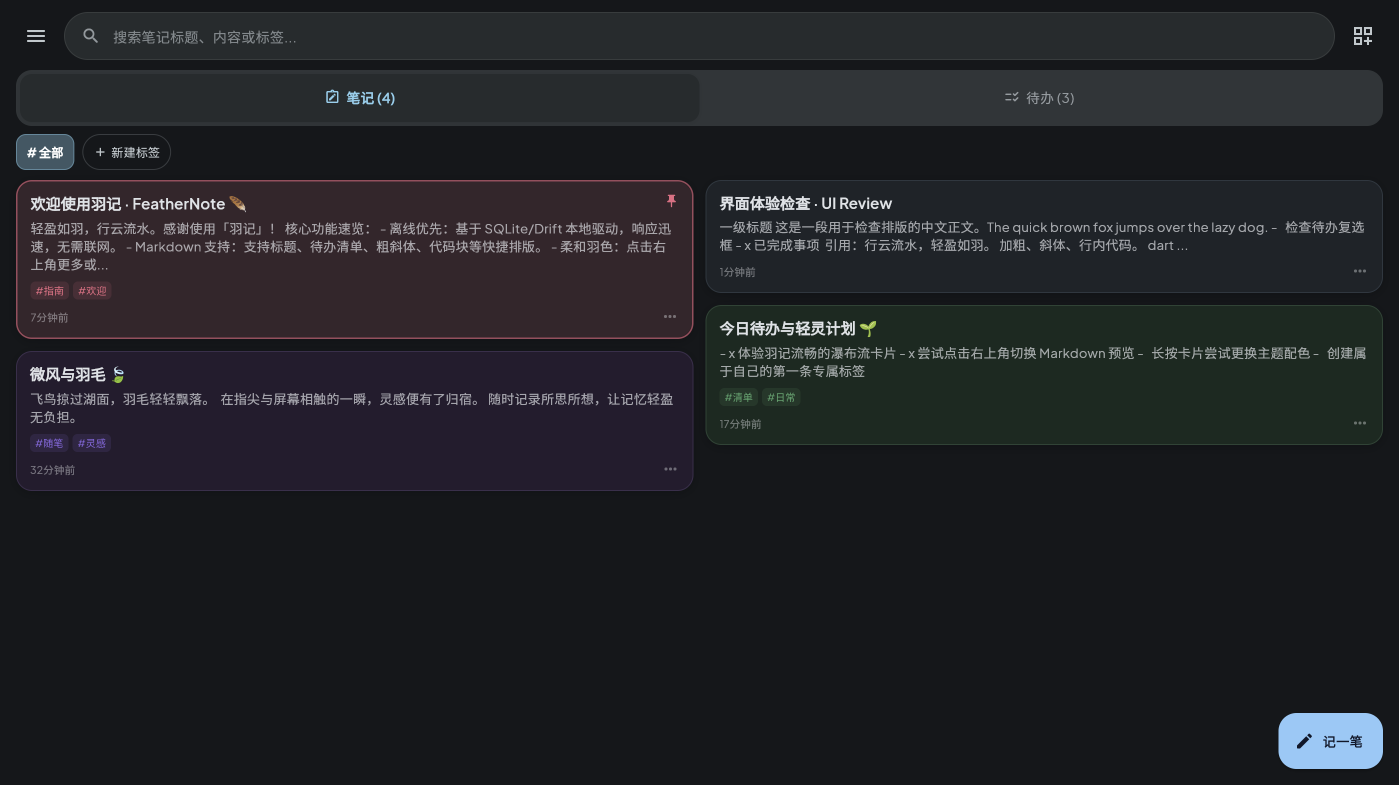 搜索笔记标题、内容或标签...
笔记 (4)
待办 (3)
# 全部
+ 新建标签
欢迎使用羽记 · FeatherNote 🪶
轻盈如羽，行云流水。感谢使用「羽记」！ 核心功能速览： - 离线优先：基于 SQLite/Drift 本地驱动，响应迅
速，无需联网。 - Markdown 支持：支持标题、待办清单、粗斜体、代码块等快捷排版。 - 柔和羽色：点击右
上角更多或...
#指南 #欢迎
7分钟前
微风与羽毛 🍃
飞鸟掠过湖面，羽毛轻轻飘落。 在指尖与屏幕相触的一瞬，灵感便有了归宿。 随时记录所思所想，让记忆轻盈
无负担。
#随笔 #灵感
32分钟前
界面体验检查 · UI Review
一级标题 这是一段用于检查排版的中文正文。The quick brown fox jumps over the lazy dog. - 检查待办复选
框 - x 已完成事项 引用：行云流水，轻盈如羽。 加粗、斜体、行内代码。 dart ...
1分钟前
今日待办与轻灵计划 🌱
- x 体验羽记流畅的瀑布流卡片 - x 尝试点击右上角切换 Markdown 预览 - 长按卡片尝试更换主题配色 - 创建属
于自己的第一条专属标签
#清单 #日常
17分钟前
记一笔